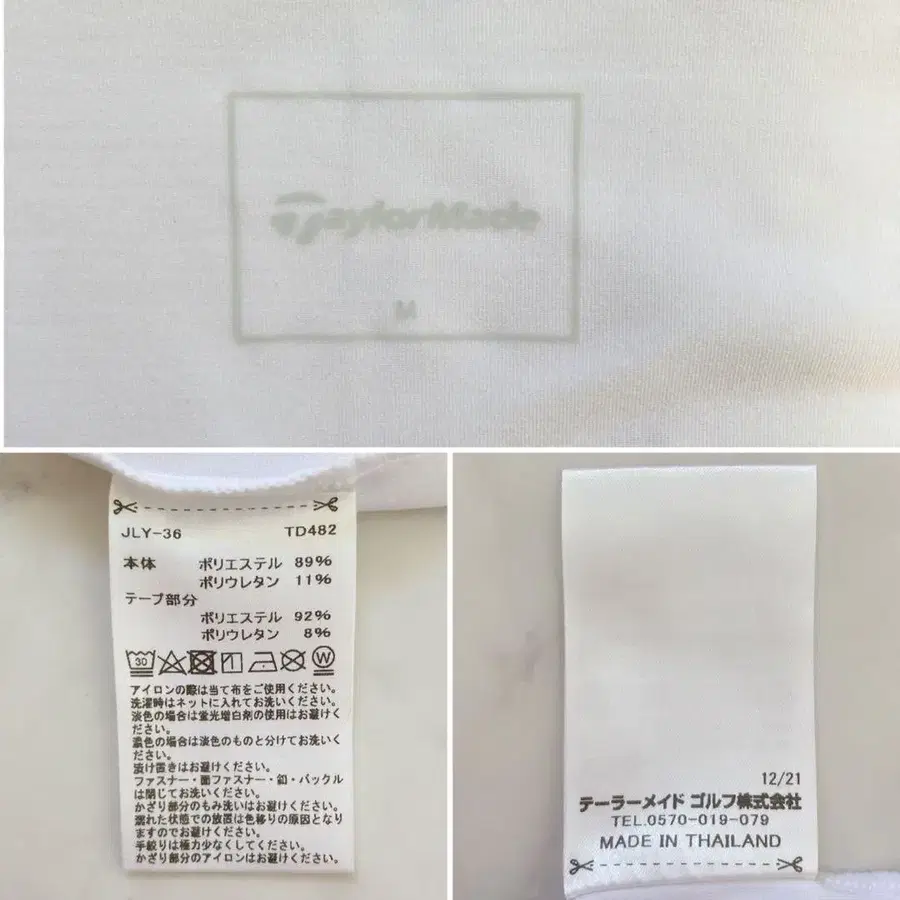 TaylorMade
M
JLY-36 TD482
本体 ポリエステル 89%
ポリウレタン 11%
テープ部分
ポリエステル 92%
ポリウレタン 8%
30 W
アイロンの際は当て布をご使用ください。
洗濯時はネットに入れてお洗いください。
淡色の場合は蛍光増白剤の使用はお避けく
ださい。
濃色の場合は淡色のものと分けてお洗いく
ださい。
漬け置きはお避けください。
ファスナー・面ファスナー・釦・バックル
は閉じてお洗いください。
かざり部分のもみ洗いはお避けください。
濡れた状態での放置は色移りの原因となり
ますのでお避けください。
手絞りは極力少なくしてください。
かざり部分のアイロンはお避けください。
12/21
テーラーメイド ゴルフ株式会社
TEL.0570-019-079
MADE IN THAILAND